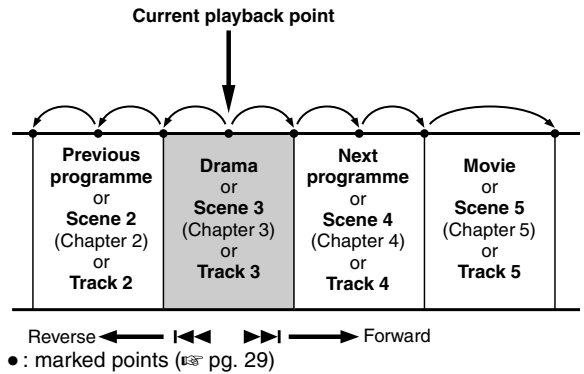 Current playback point
Previous
programme
or
Scene 2
(Chapter 2)
or
Track 2
Drama
or
Scene 3
(Chapter 3)
or
Track 3
Next
programme
or
Scene 4
(Chapter 4)
or
Track 4
Movie
or
Scene 5
(Chapter 5)
or
Track 5
Reverse Forward
● : marked points (☞ pg. 29)